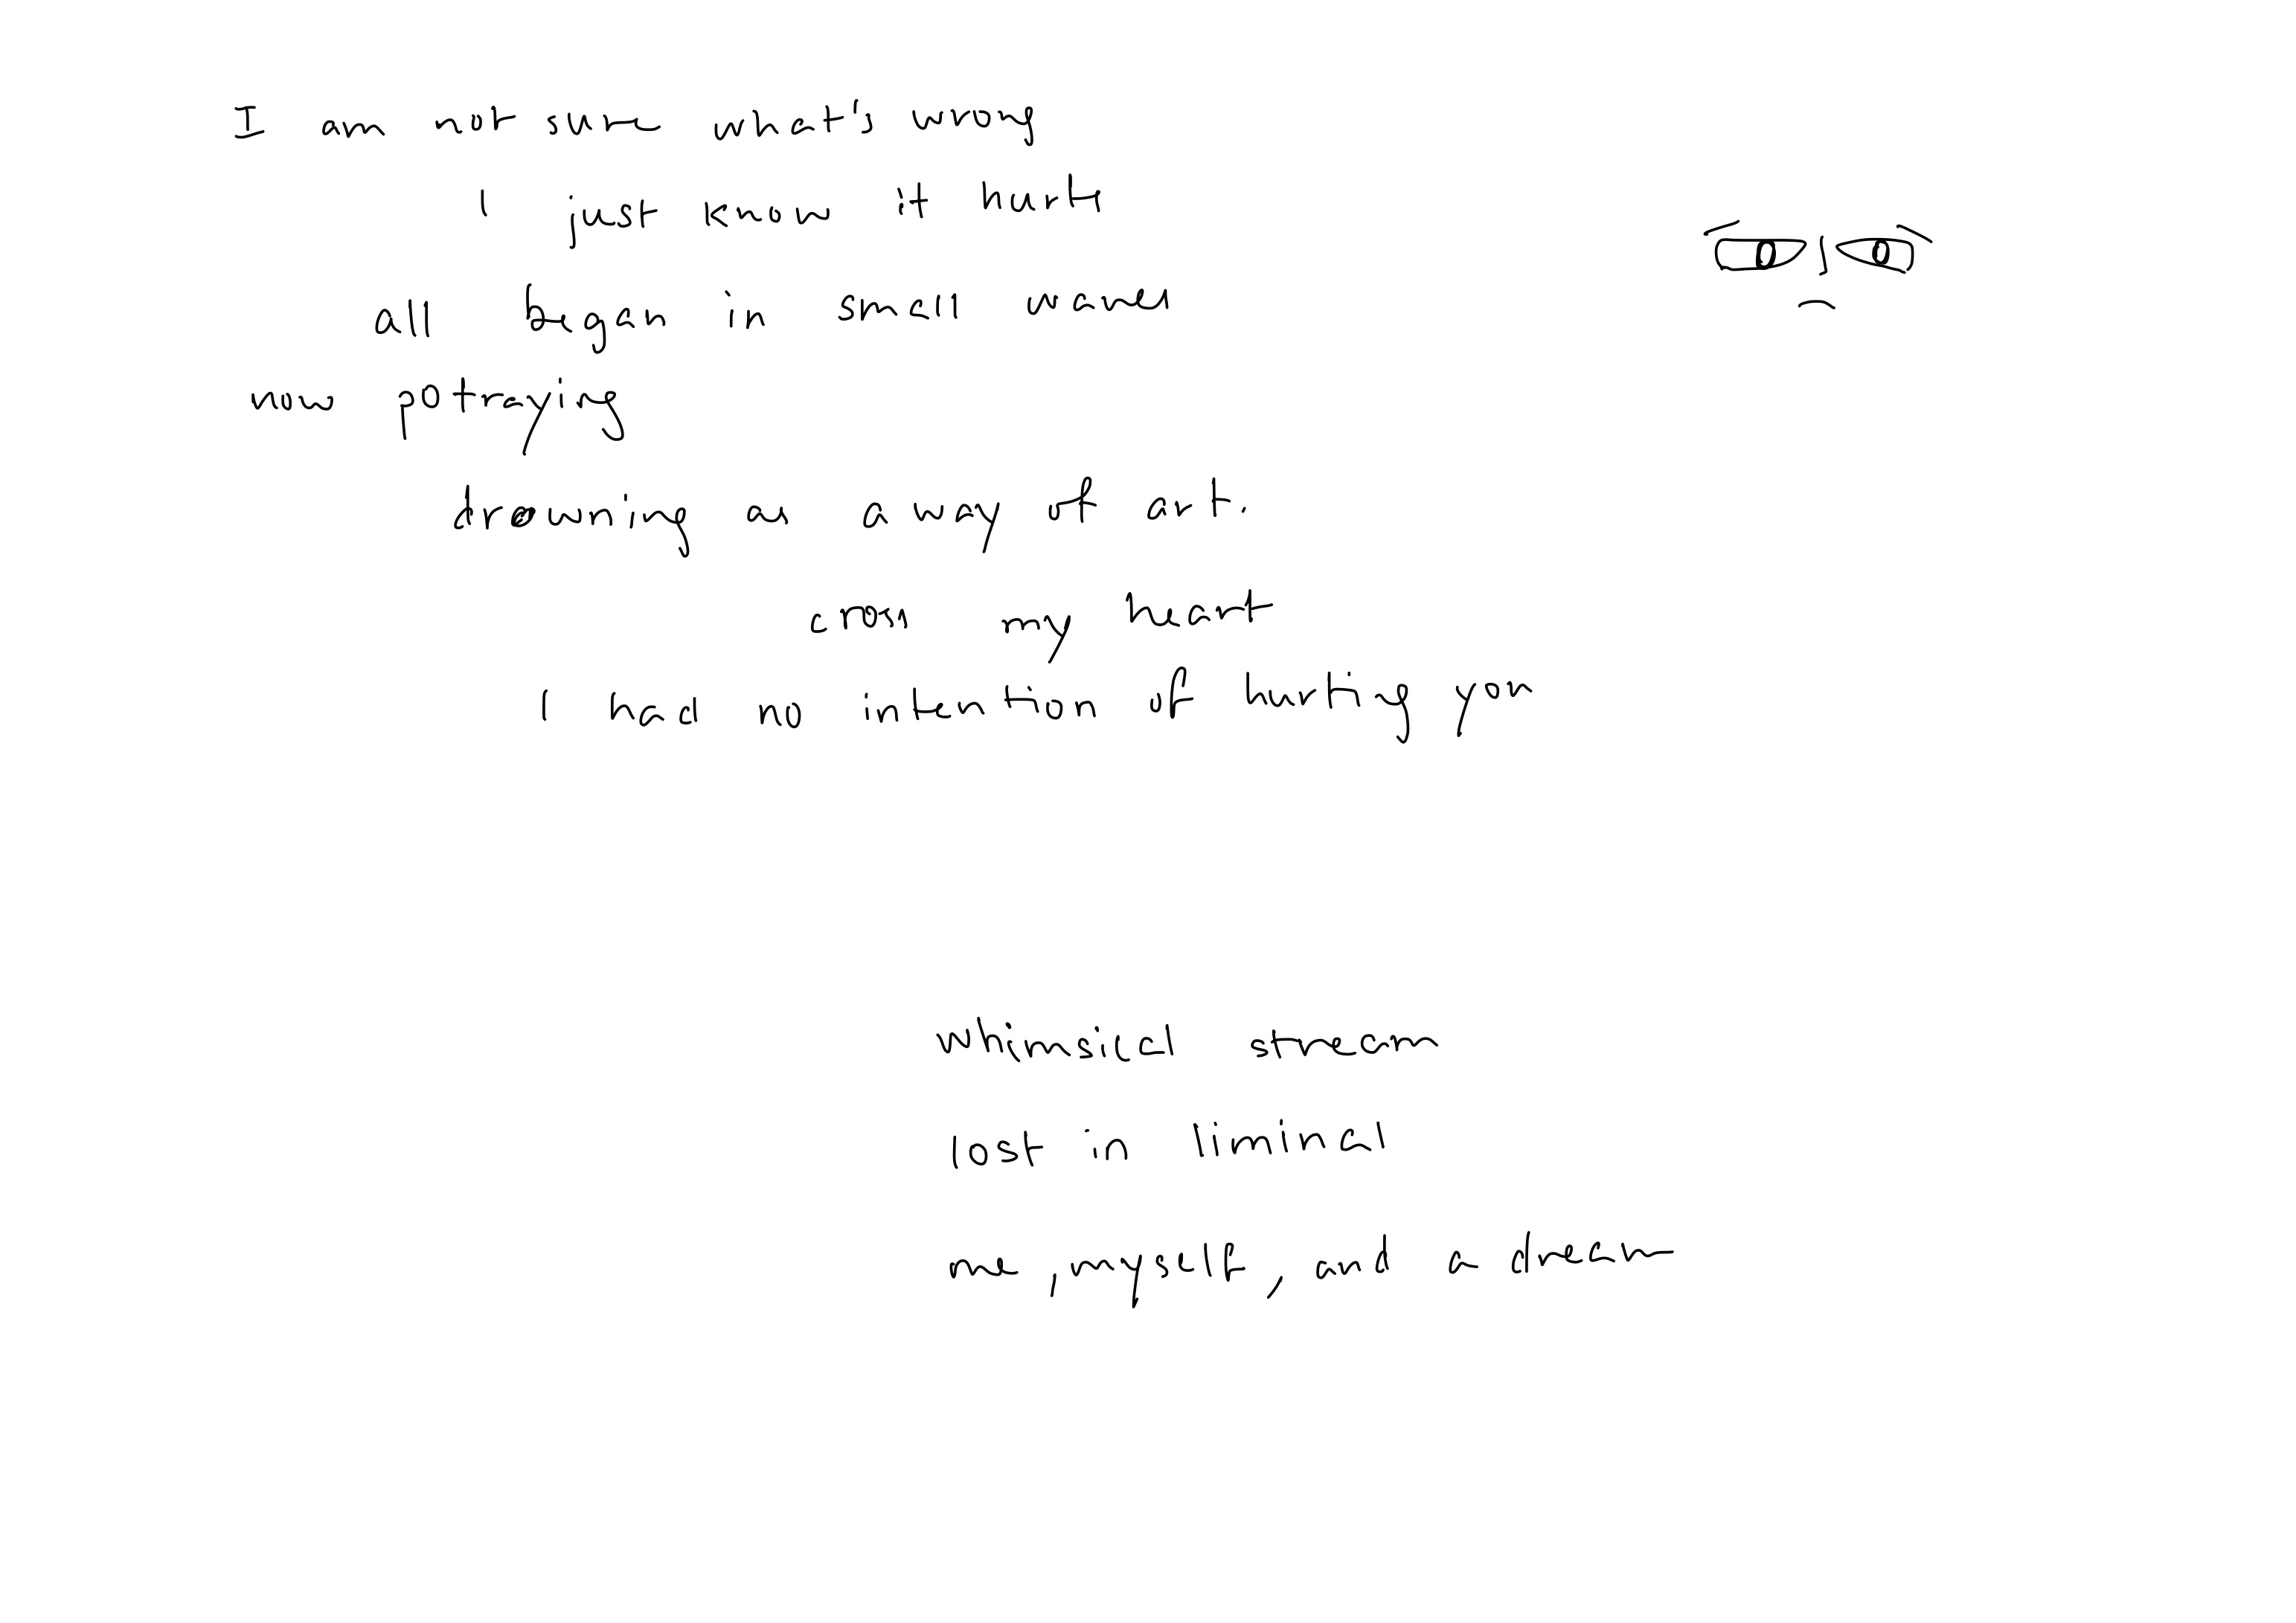 I am not sure what's wrong
I just know it hurts
all began in small waves
now potraying
drowning as a way of art.
cross my heart
I had no intention of hurting you
whimsical stream
lost in liminal
me, myself, and a dream